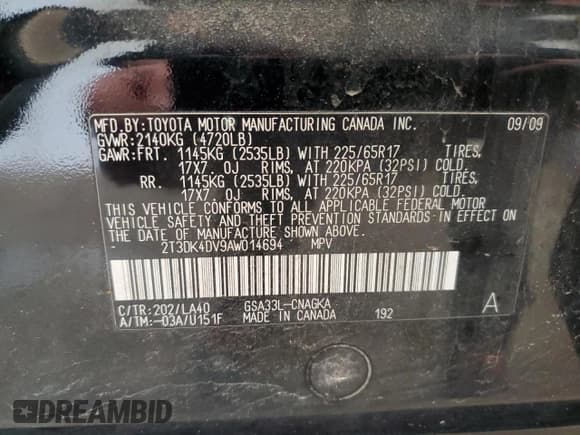 MFD.BY:TOYOTA MOTOR MANUFACTURING CANADA INC. 09/09
GVWR:2140KG (4720LB)
GAWR:FRT. 1145KG (2535LB) WITH 225/65R17 TIRES,
17X7. 0J RIMS, AT 220KPA (32PSI) COLD
RR. 1145KG (2535LB) WITH 225/65R17 TIRES,
17X7. 0J RIMS, AT 220KPA (32PSI) COLD
THIS VEHICLE CONFORMS TO ALL APPLICABLE FEDERAL MOTOR
VEHICLE SAFETY AND THEFT PREVENTION STANDARDS IN EFFECT
ON THE DATE OF MANUFACTURE SHOWN ABOVE.
2T3DK4DV9AW014694 MPV
C/TR:202/LA40 GSA33L-CNAGKA A
A/TM:-03A/U151F MADE IN CANADA 192
DREAMBID